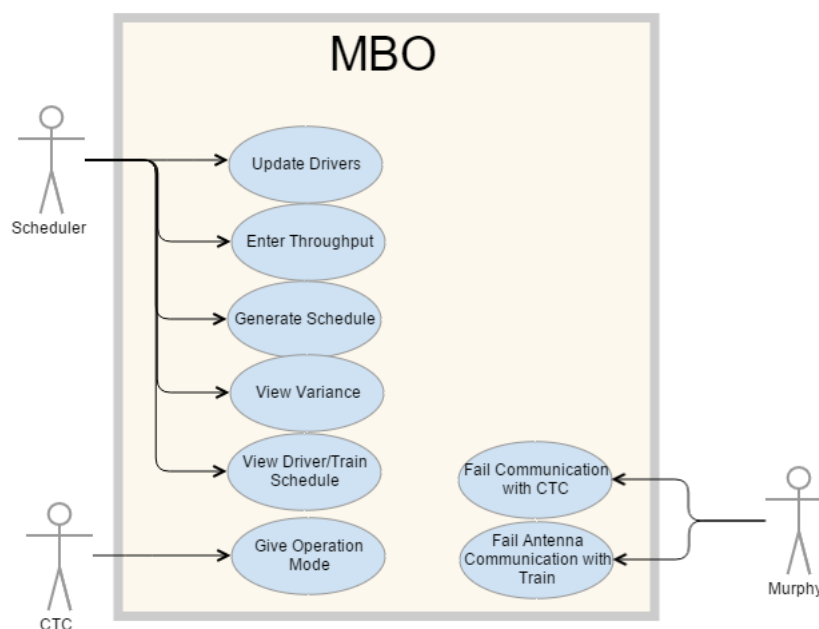 MBO
Scheduler
Update Drivers
Enter Throughput
Generate Schedule
View Variance
View Driver/Train
Schedule
Give Operation
Mode
CTC
Fail Communication
with CTC
Fail Antenna
Communication with
Train
Murphy